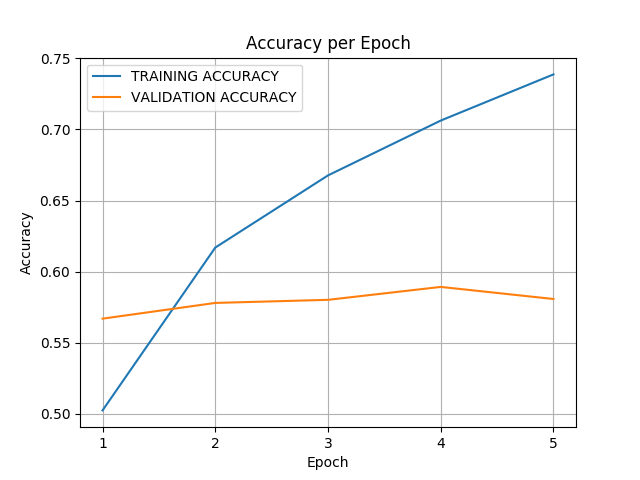 Accuracy per Epoch
TRAINING ACCURACY
VALIDATION ACCURACY
0.75
0.70
0.65
0.60
0.55
0.50
Accuracy
1 2 3 4 5
Epoch